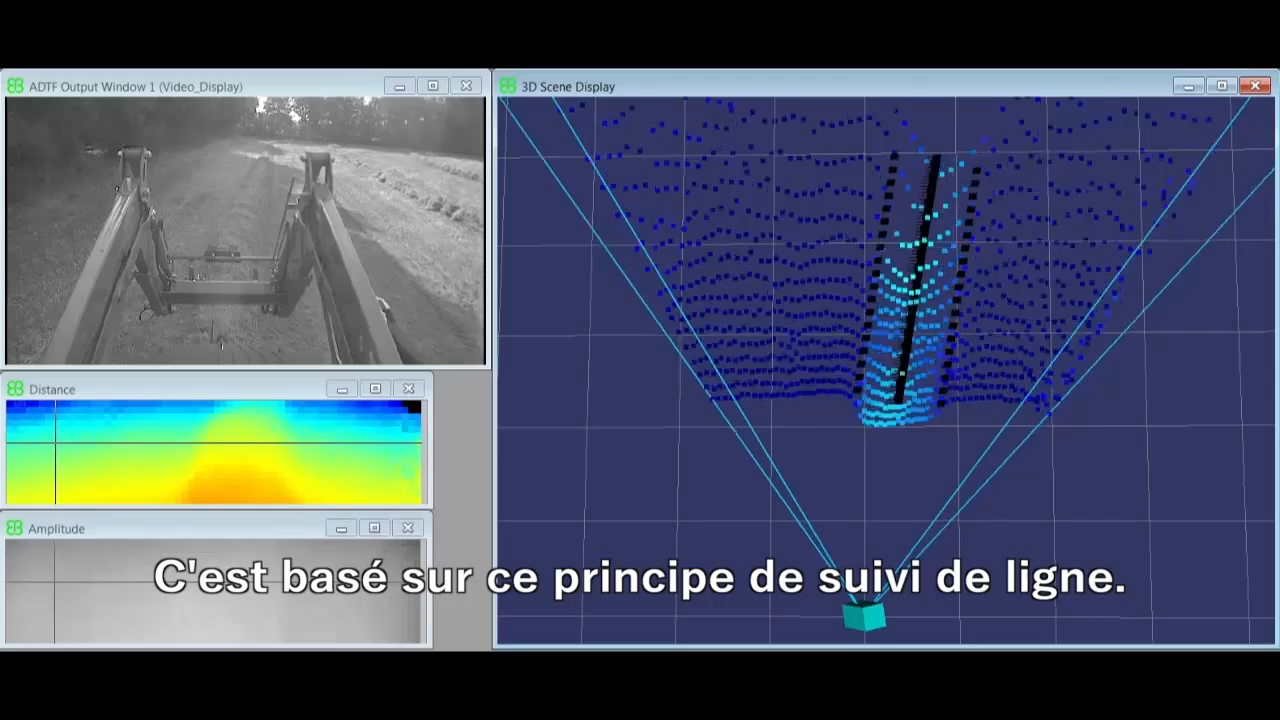 ADTF Output Window 1 (Video_Display)
3D Scene Display
Distance
Amplitude
C'est basé sur ce principe de suivi de ligne.